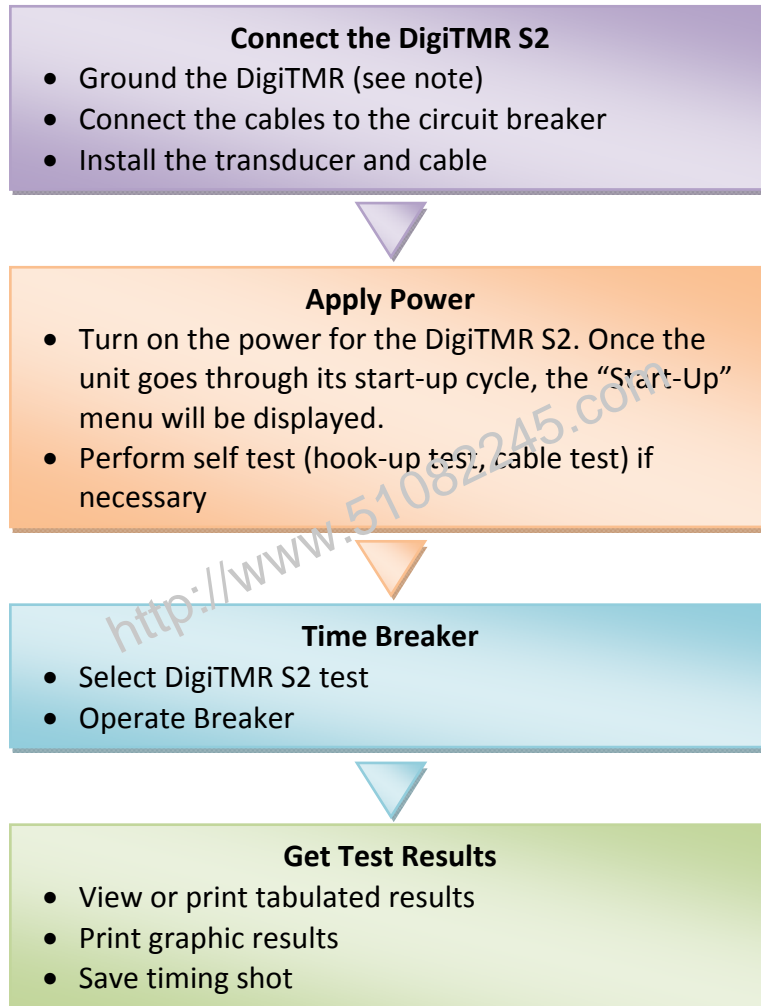 Connect the DigiTMR S2
• Ground the DigiTMR (see note)
• Connect the cables to the circuit breaker
• Install the transducer and cable
Apply Power
• Turn on the power for the DigiTMR S2. Once the
unit goes through its start-up cycle, the “Start-Up”
menu will be displayed.
• Perform self test (hook-up test, cable test) if
necessary
http://www.51082245.com
Time Breaker
• Select DigiTMR S2 test
• Operate Breaker
Get Test Results
• View or print tabulated results
• Print graphic results
• Save timing shot